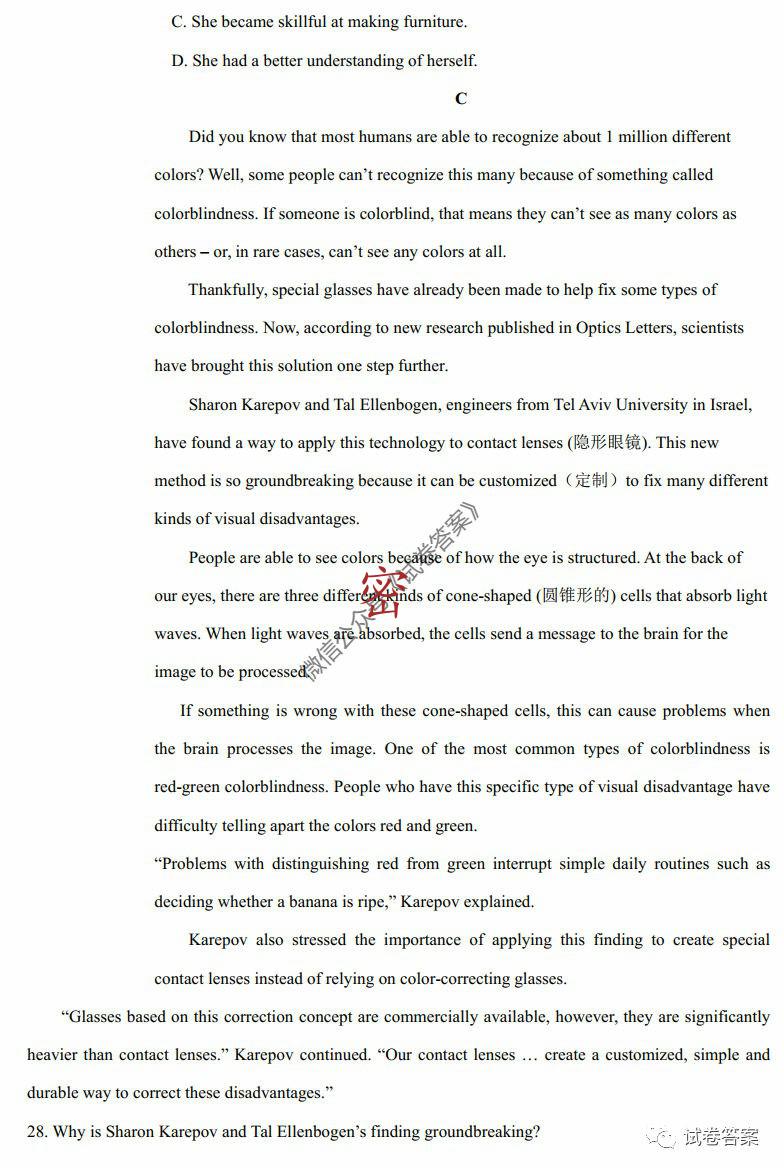 C. She became skillful at making furniture.
D. She had a better understanding of herself.
C
Did you know that most humans are able to recognize about 1 million different
colors? Well, some people can’t recognize this many because of something called
colorblindness. If someone is colorblind, that means they can’t see as many colors as
others – or, in rare cases, can’t see any colors at all.
Thankfully, special glasses have already been made to help fix some types of
colorblindness. Now, according to new research published in Optics Letters, scientists
have brought this solution one step further.
Sharon Karepov and Tal Ellenbogen, engineers from Tel Aviv University in Israel,
have found a way to apply this technology to contact lenses (隐形眼镜). This new
method is so groundbreaking because it can be customized（定制）to fix many different
kinds of visual disadvantages.
People are able to see colors because of how the eye is structured. At the back of
our eyes, there are three different kinds of cone-shaped (圆锥形的) cells that absorb light
waves. When light waves are absorbed, the cells send a message to the brain for the
image to be processed.
If something is wrong with these cone-shaped cells, this can cause problems when
the brain processes the image. One of the most common types of colorblindness is
red-green colorblindness. People who have this specific type of visual disadvantage have
difficulty telling apart the colors red and green.
“Problems with distinguishing red from green interrupt simple daily routines such as
deciding whether a banana is ripe,” Karepov explained.
Karepov also stressed the importance of applying this finding to create special
contact lenses instead of relying on color-correcting glasses.
“Glasses based on this correction concept are commercially available, however, they are significantly
heavier than contact lenses.” Karepov continued. “Our contact lenses … create a customized, simple and
durable way to correct these disadvantages.”
28. Why is Sharon Karepov and Tal Ellenbogen’s finding groundbreaking?
微信公众号《试卷答案》
密
试卷答案